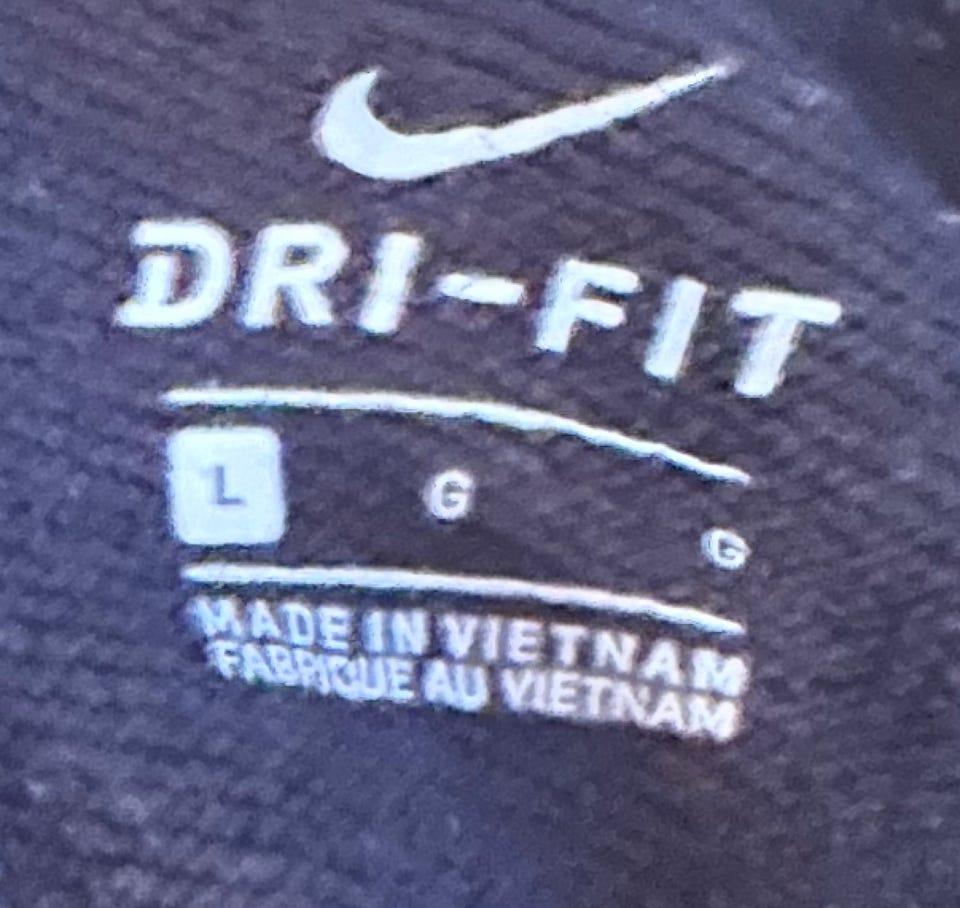 DRI-FIT
L G G
MADE IN VIETNAM
FABRIQUE AU VIETNAM